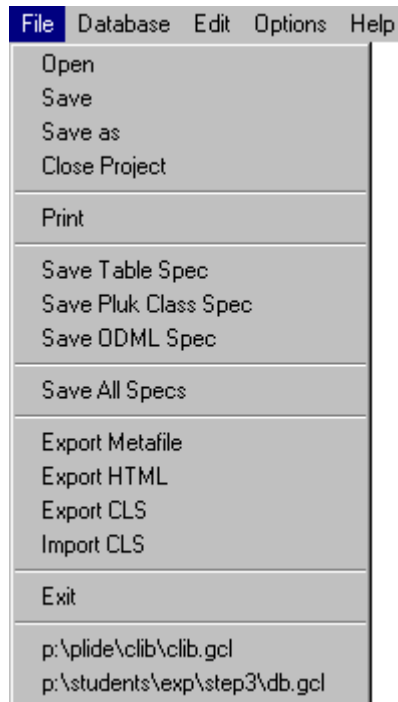 File Database Edit Options Help
Open
Save
Save as
Close Project
Print
Save Table Spec
Save Pluk Class Spec
Save ODML Spec
Save All Specs
Export Metafile
Export HTML
Export CLS
Import CLS
Exit
p:\plide\clib\clib.gcl
p:\students\exp\step3\db.gcl